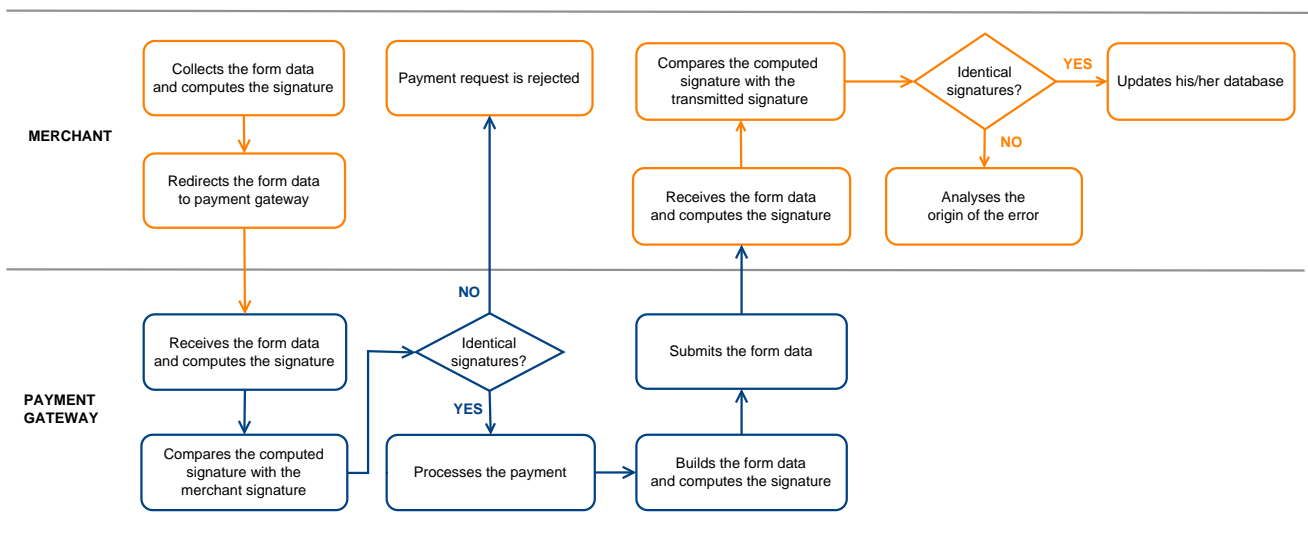 MERCHANT
Collects the form data
and computes the signature
Redirects the form data
to payment gateway
Payment request is rejected
Compares the computed
signature with the
transmitted signature
Receives the form data
and computes the signature
Identical
signatures?
YES
NO
Updates his/her database
Analyses the
origin of the error
PAYMENT
GATEWAY
Receives the form data
and computes the signature
Compares the computed
signature with the
merchant signature
NO
Identical
signatures?
YES
Processes the payment
Submits the form data
Builds the form data
and computes the signature